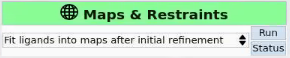 Maps & Restraints
Fit ligands into maps after initial refinement
Run
Status